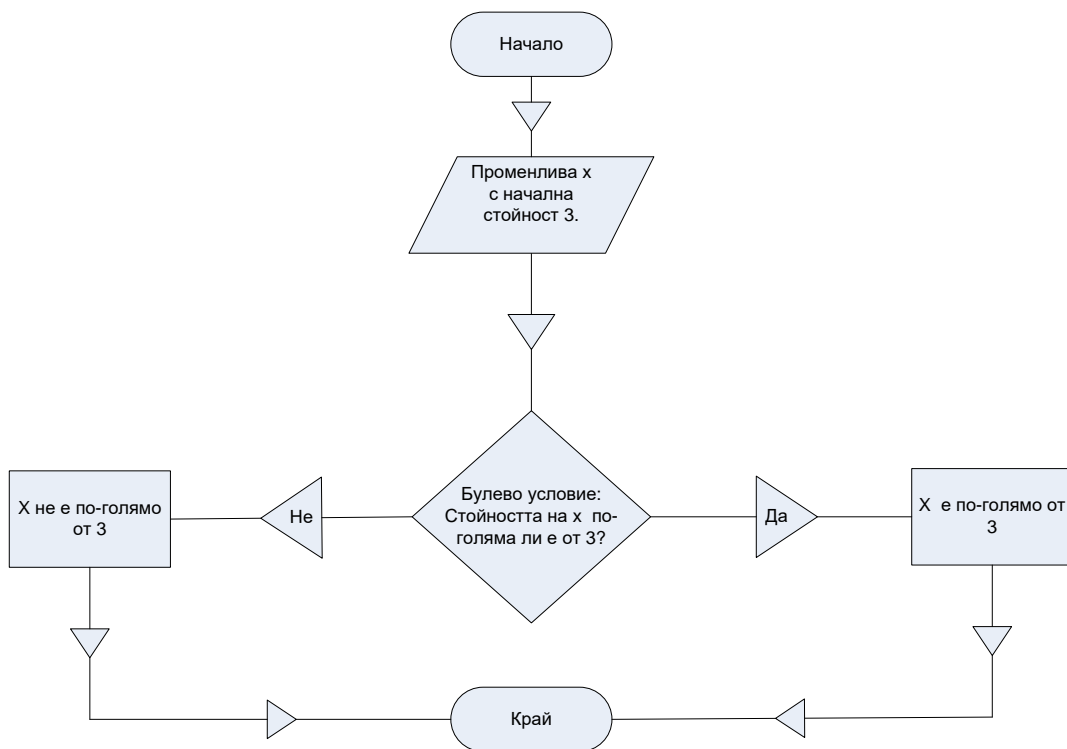 Начало
Променлива х
с начална
стойност 3.
Булево условие:
Стойността на х по-
голяма ли е от 3?
Не
Да
Х не е по-голямо
от 3
Х е по-голямо от
3
Край